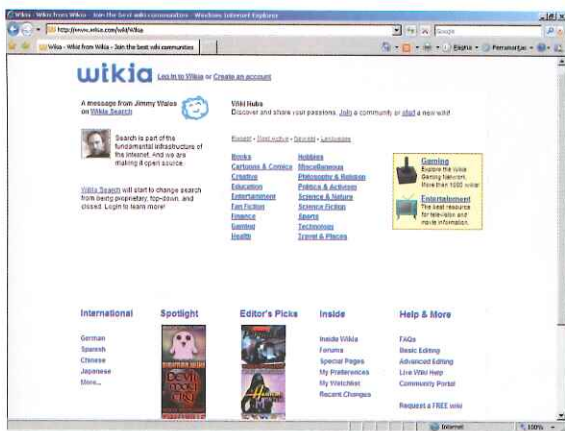 Wikia - Wikis from Wikia - Join the best wiki communities - Windows Internet Explorer
http://www.wikia.com/wiki/Wikia
Google
Wikia - Wikis from Wikia - Join the best wiki communities
wikia Log in to Wikia or Create an account
A message from Jimmy Wales
on Wikia Search
Search is part of the
fundamental infrastructure of
the Internet. And we are
making it open source.
Wikia Search will start to change search
from being proprietary, top-down, and
closed. Login to learn more!
Wiki Hubs
Discover and share your passions. Join a community or start a new wiki!
Books
Cartoons & Comics
Creative
Education
Entertainment
Fan Fiction
Finance
Gaming
Health
Hobbies
Miscellaneous
Philosophy & Religion
Politics & Activism
Science & Nature
Science Fiction
Sports
Technology
Travel & Places
Gaming
Explore the Wikia
Gaming Network.
More than 1000 wikis!
Entertainment
The best resource
for television and
movie information.
International
German
Spanish
Chinese
Japanese
More...
Spotlight
Editor's Picks
Inside
Inside Wikia
Forums
Special Pages
My Preferences
My Watchlist
Recent Changes
Help & More
FAQs
Basic Editing
Advanced Editing
Live Wiki Help
Community Portal
Request a FREE wiki
Internet
100%